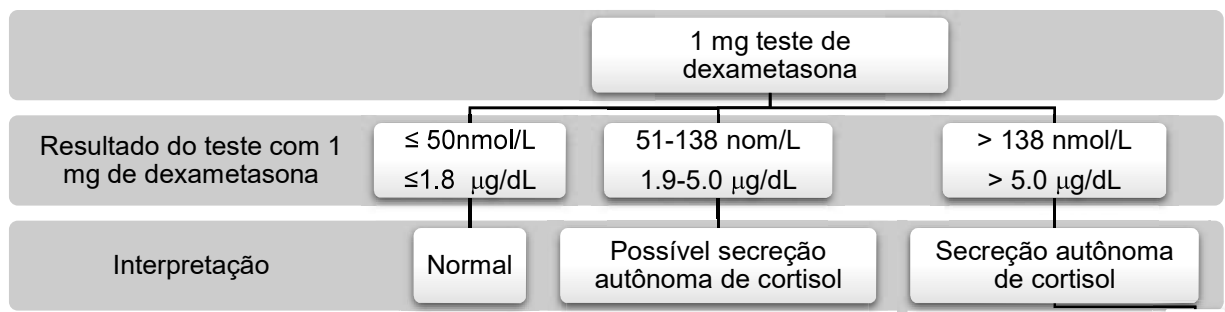 1 mg teste de
dexametasona
Resultado do teste com 1
mg de dexametasona
≤ 50nmol/L
≤1.8 μg/dL
51-138 nom/L
1.9-5.0 μg/dL
> 138 nmol/L
> 5.0 μg/dL
Interpretação
Normal
Possível secreção
autônoma de cortisol
Secreção autônoma
de cortisol